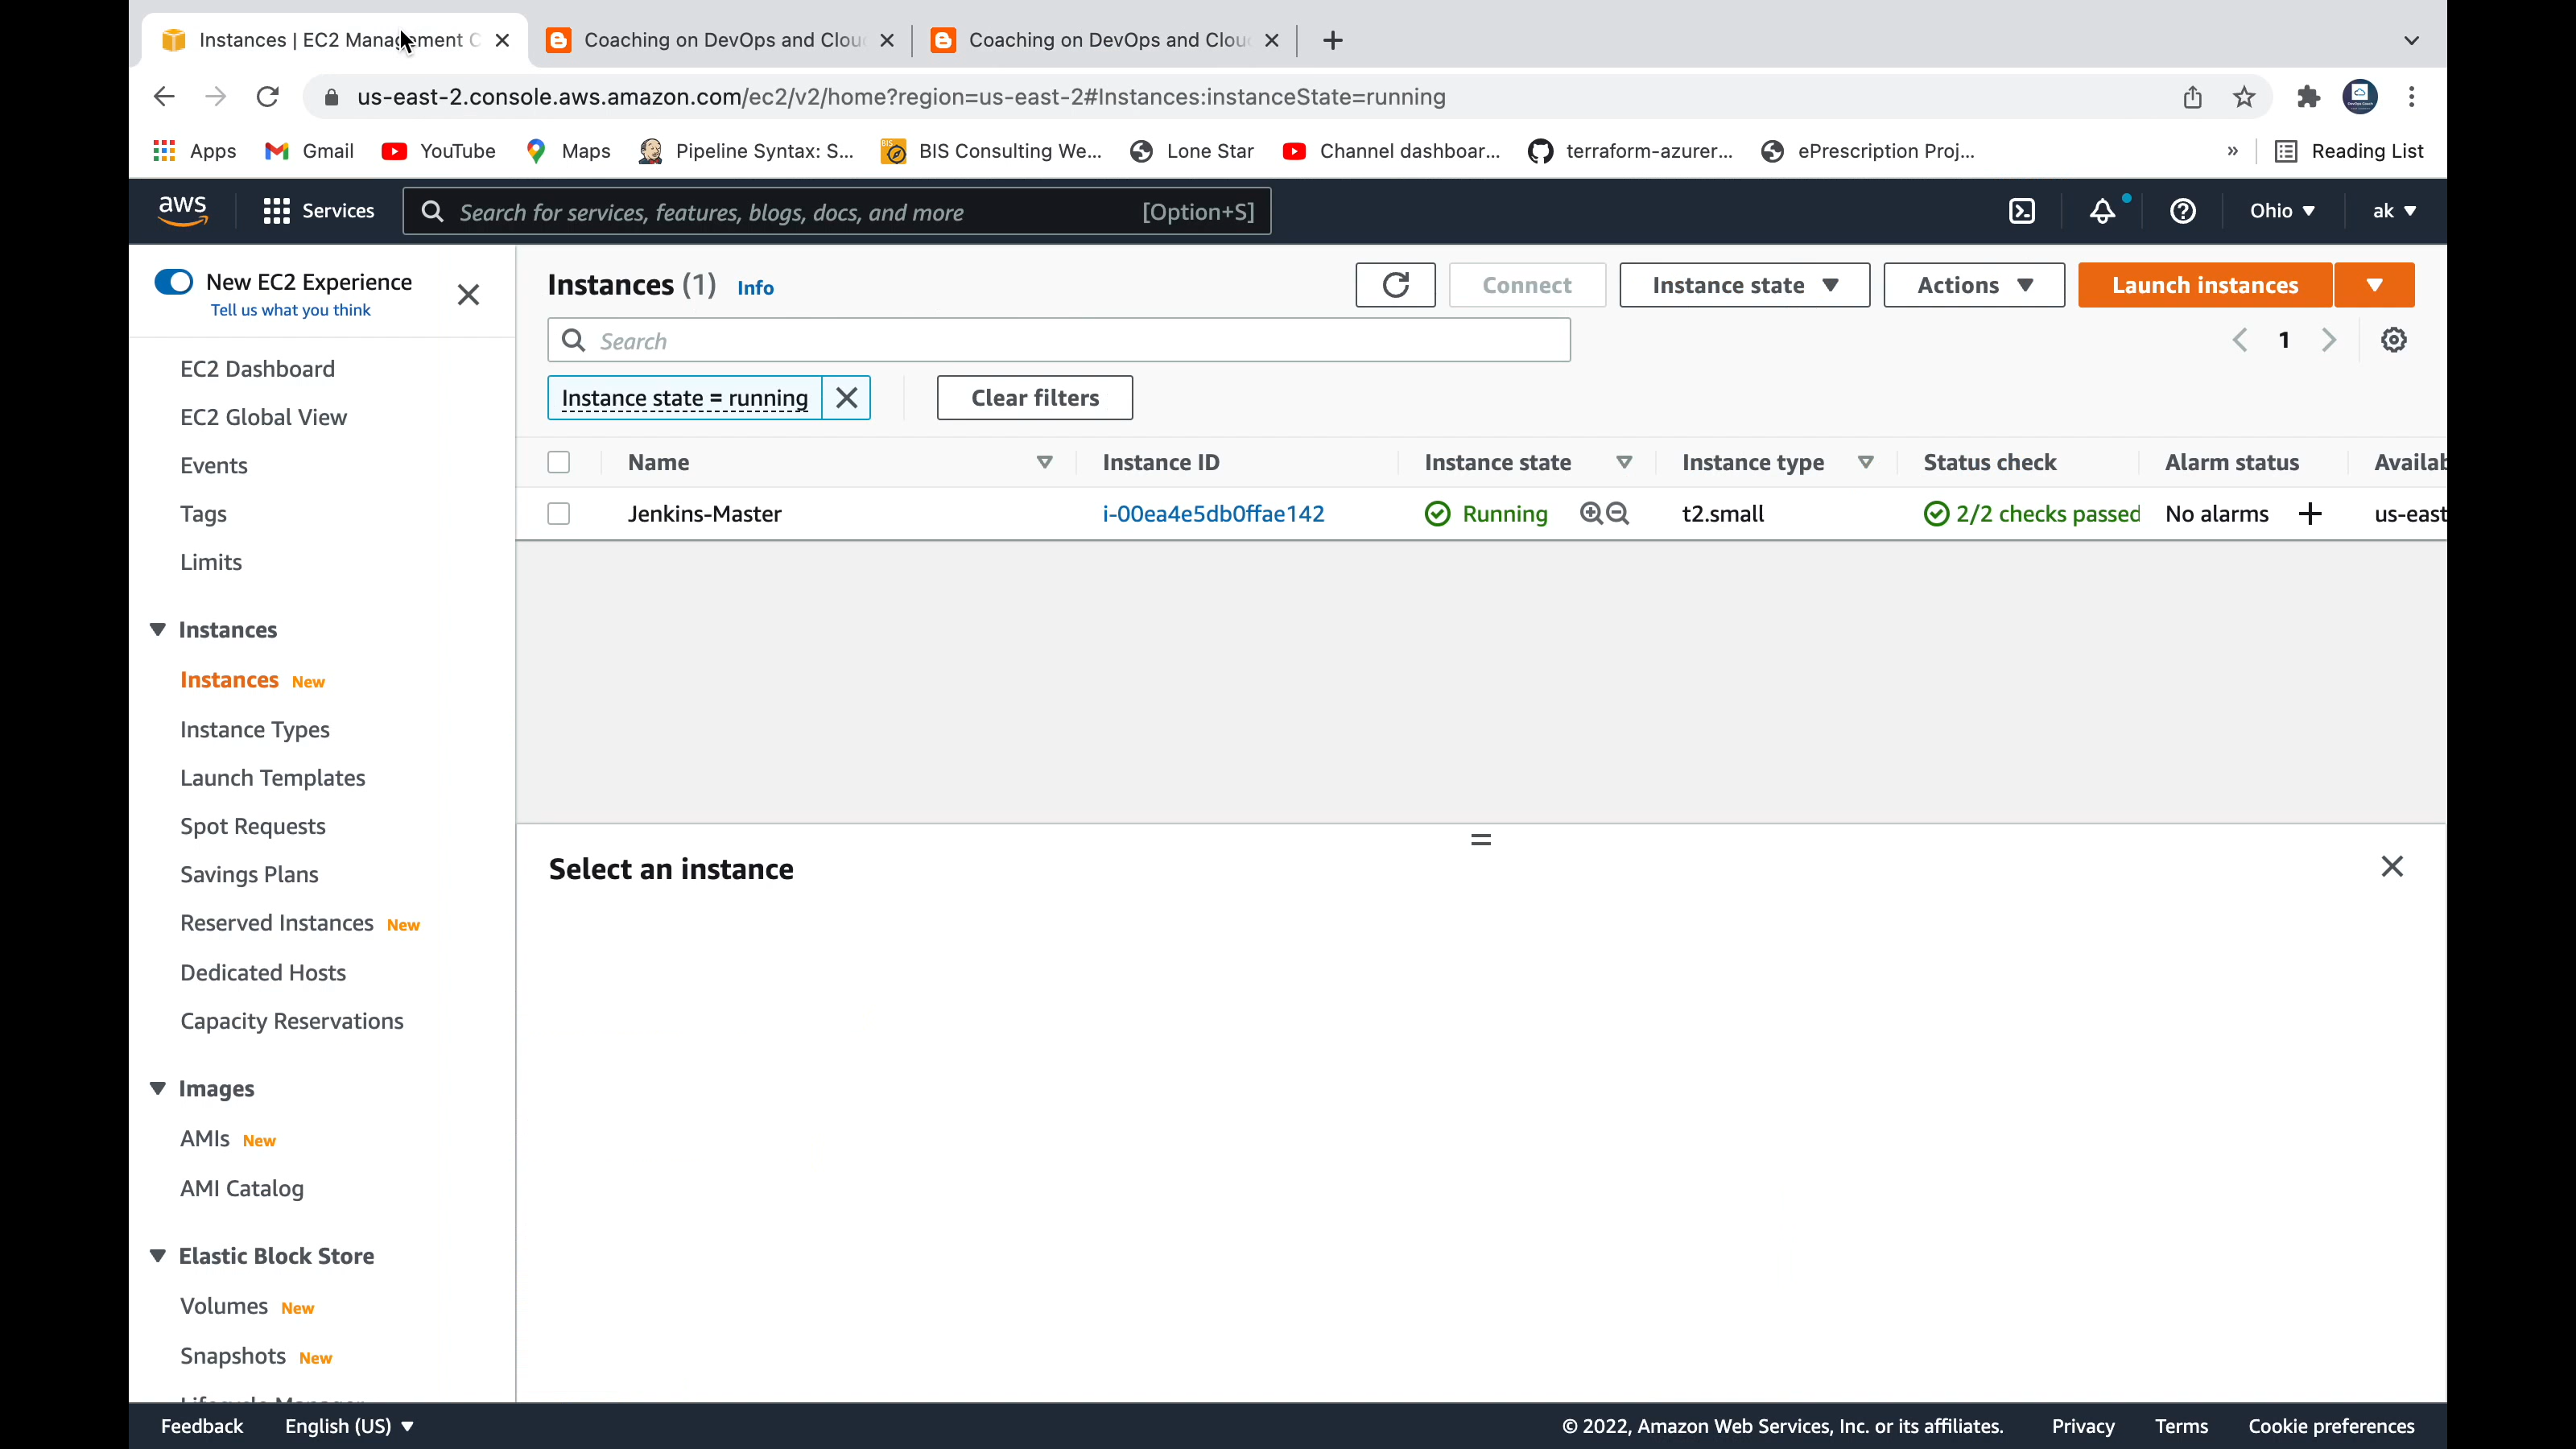 Instances | EC2 Management C
Coaching on DevOps and Clou
Coaching on DevOps and Clou
us-east-2.console.aws.amazon.com/ec2/v2/home?region=us-east-2#Instances:instanceState=running
Apps Gmail YouTube Maps Pipeline Syntax: S... BIS Consulting We... Lone Star Channel dashboar... terraform-azurer... ePrescription Proj... » Reading List
aws Services Search for services, features, blogs, docs, and more [Option+S] Ohio ak
New EC2 Experience
Tell us what you think
EC2 Dashboard
EC2 Global View
Events
Tags
Limits
Instances
Instances New
Instance Types
Launch Templates
Spot Requests
Savings Plans
Reserved Instances New
Dedicated Hosts
Capacity Reservations
Images
AMIs New
AMI Catalog
Elastic Block Store
Volumes New
Snapshots New
Instances (1) Info Connect Instance state Actions Launch instances
Search 1
Instance state = running Clear filters
Name Instance ID Instance state Instance type Status check Alarm status Availab
Jenkins-Master i-00ea4e5db0ffae142 Running t2.small 2/2 checks passed No alarms + us-east
Select an instance
Feedback English (US) © 2022, Amazon Web Services, Inc. or its affiliates. Privacy Terms Cookie preferences